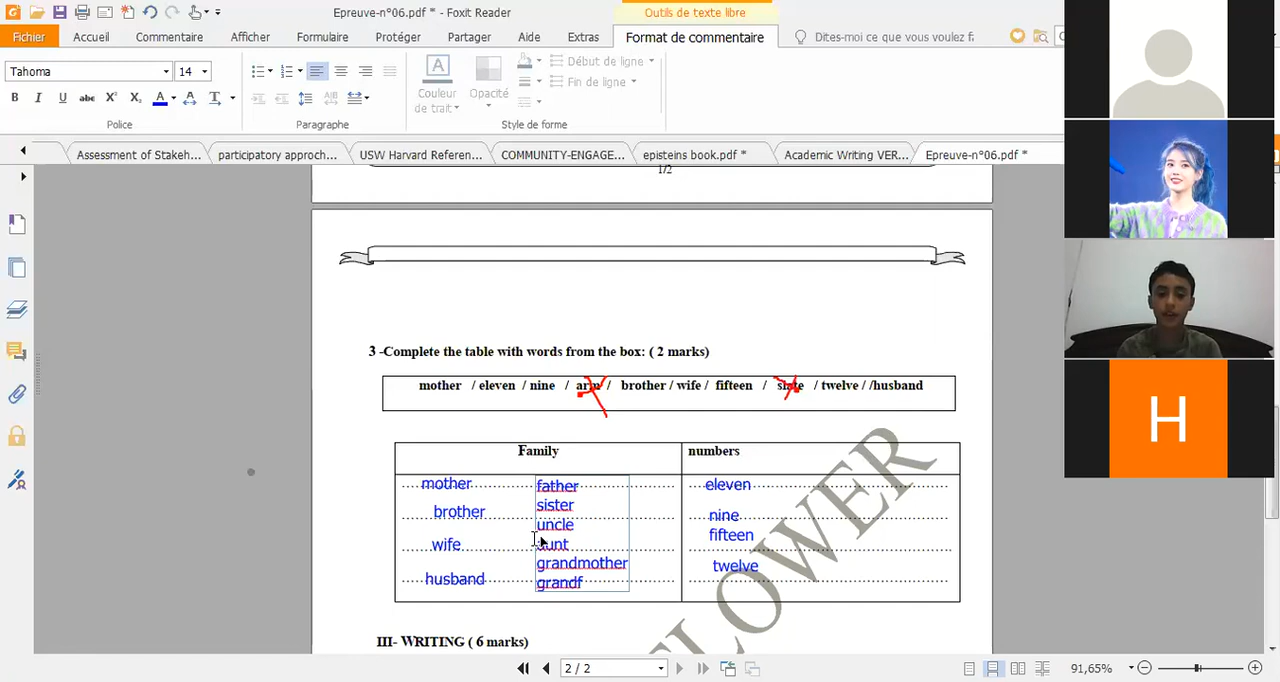 Epreuve-n°06.pdf * - Foxit Reader
Outils de texte libre
Fichier Accueil Commentaire Afficher Formulaire Protéger Partager Aide Extras Format de commentaire Dites-moi ce que vous voulez fa
Tahoma 14
Couleur de trait Opacité Début de ligne
Fin de ligne
Police Paragraphe Style de forme
Assessment of Stakeh... participatory approch... USW Harvard Referen... COMMUNITY-ENGAGE... episteins book.pdf * Academic Writing VER... Epreuve-n°06.pdf *
1/2
3 -Complete the table with words from the box: ( 2 marks)
mother / eleven / nine / arm / brother / wife / fifteen / slate / twelve / /husband
Family numbers
mother father eleven
sister
brother uncle nine
wife aunt fifteen
grandmother twelve
husband grandf
FLOWER
III- WRITING ( 6 marks)
2 / 2 91,65%
H